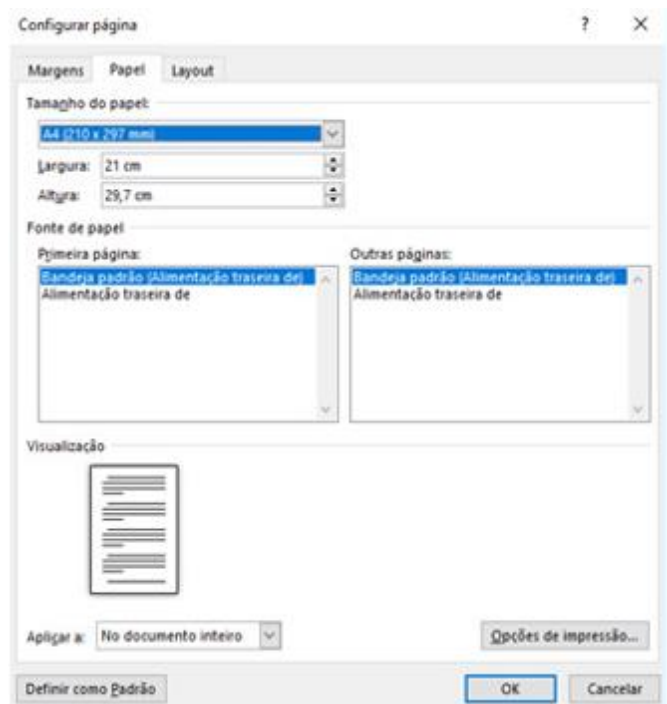 Configurar página ? X
Margens Papel Layout
Tamanho do papel:
A4 (210 x 297 mm)
Largura: 21 cm
Altura: 29,7 cm
Fonte de papel
Primeira página: Outras páginas:
Bandeja padrão (Alimentação traseira de) Bandeja padrão (Alimentação traseira de)
Alimentação traseira de Alimentação traseira de
Visualização
Aplicar a: No documento inteiro Opções de impressão...
Definir como Padrão OK Cancelar